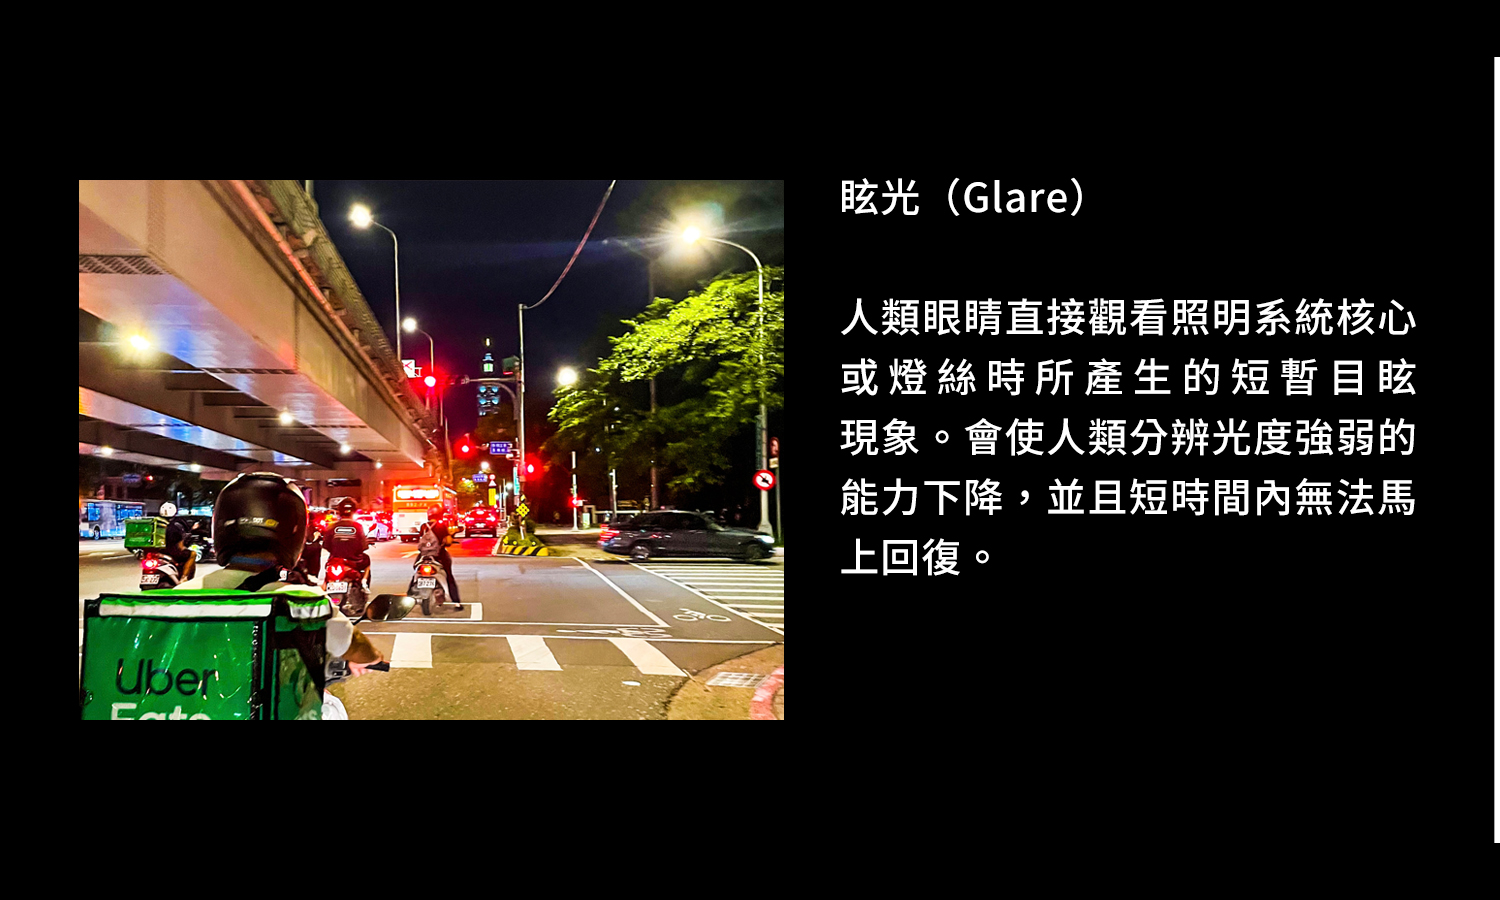 眩光（Glare）
人類眼睛直接觀看照明系統核心
或燈絲時所產生的短暫目眩
現象。會使人類分辨光度強弱的
能力下降，並且短時間內無法馬
上回復。
Uber
Eats